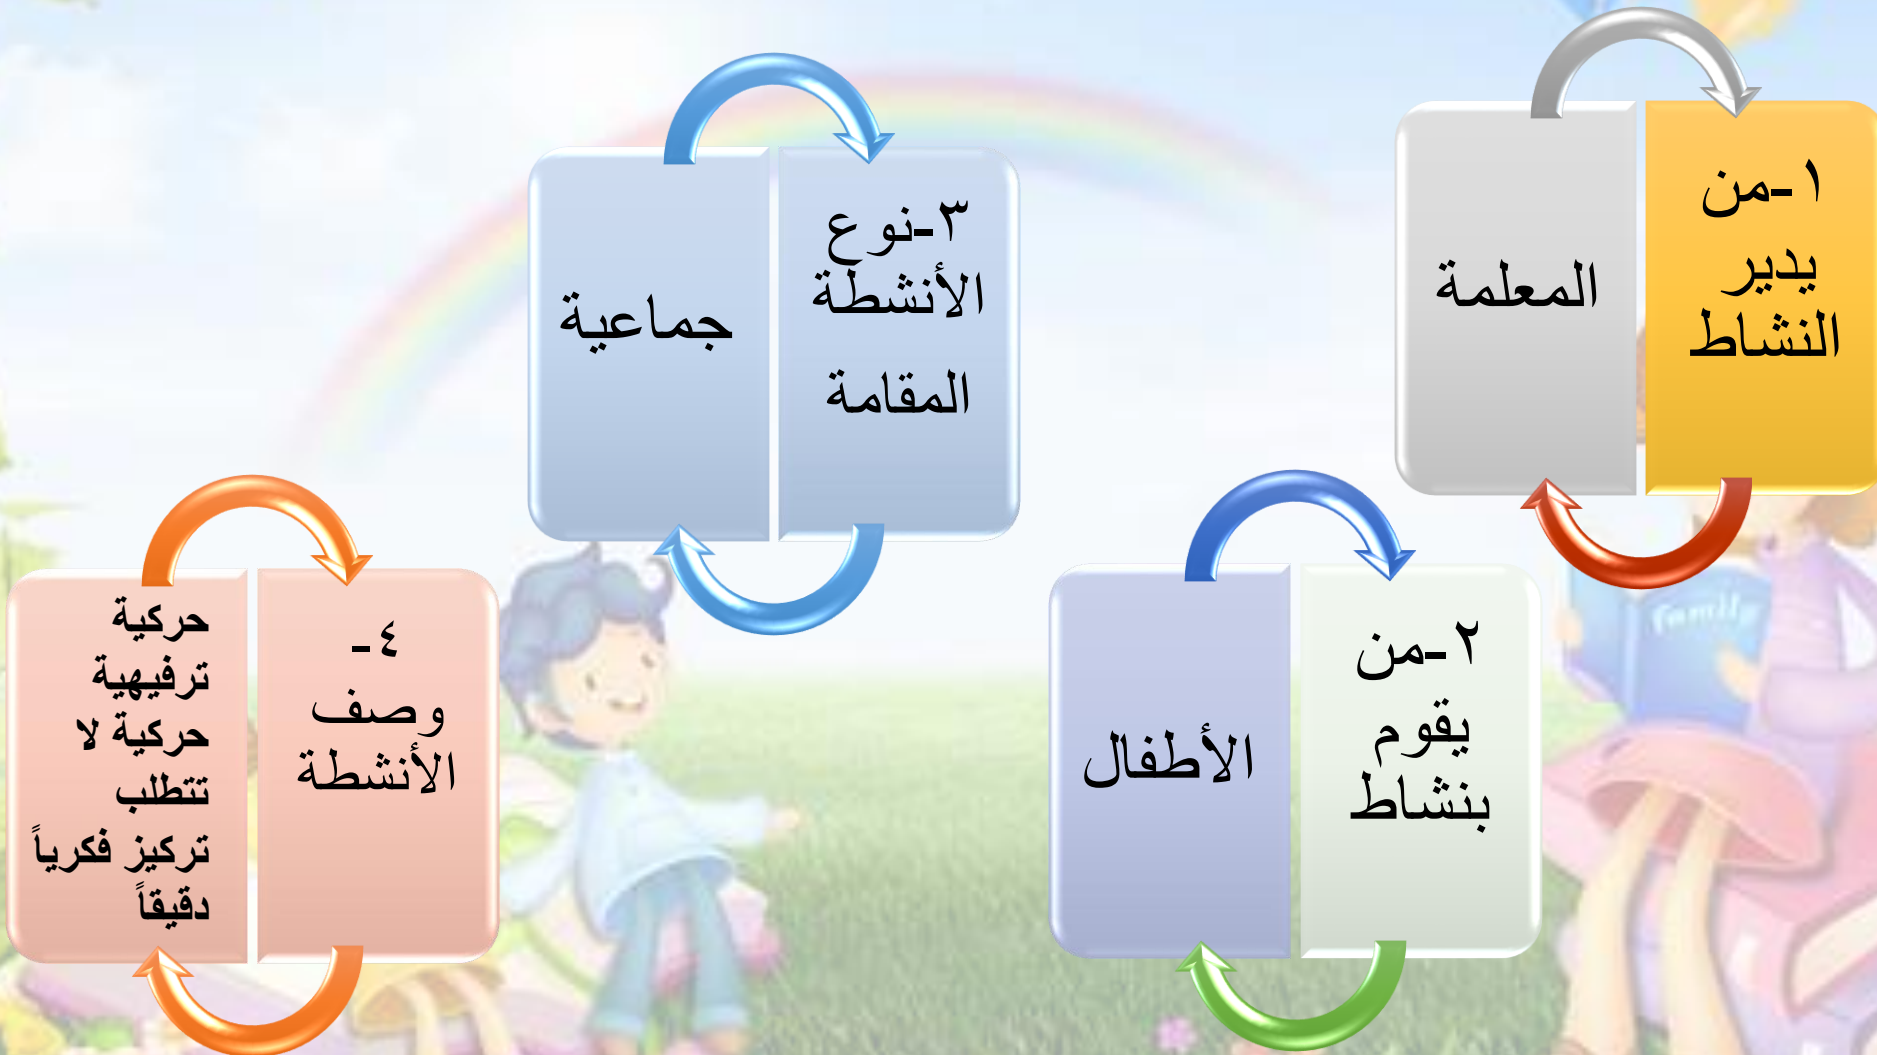 ١-من
يدير
النشاط
المعلمة
٢-من
يقوم
بنشاط
الأطفال
٣-نوع
الأنشطة
المقامة
جماعية
٤-
وصف
الأنشطة
حركية
ترفيهية
حركية لا
تتطلب
تركيز فكرياً
دقيقاً
family